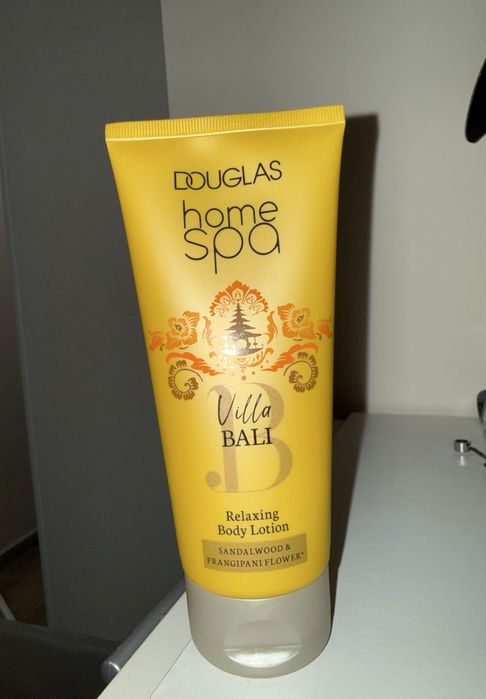 DOUGLAS
home
spa
B
Villa
BALI
Relaxing
Body Lotion
SANDALWOOD &
FRANGIPANI FLOWER*